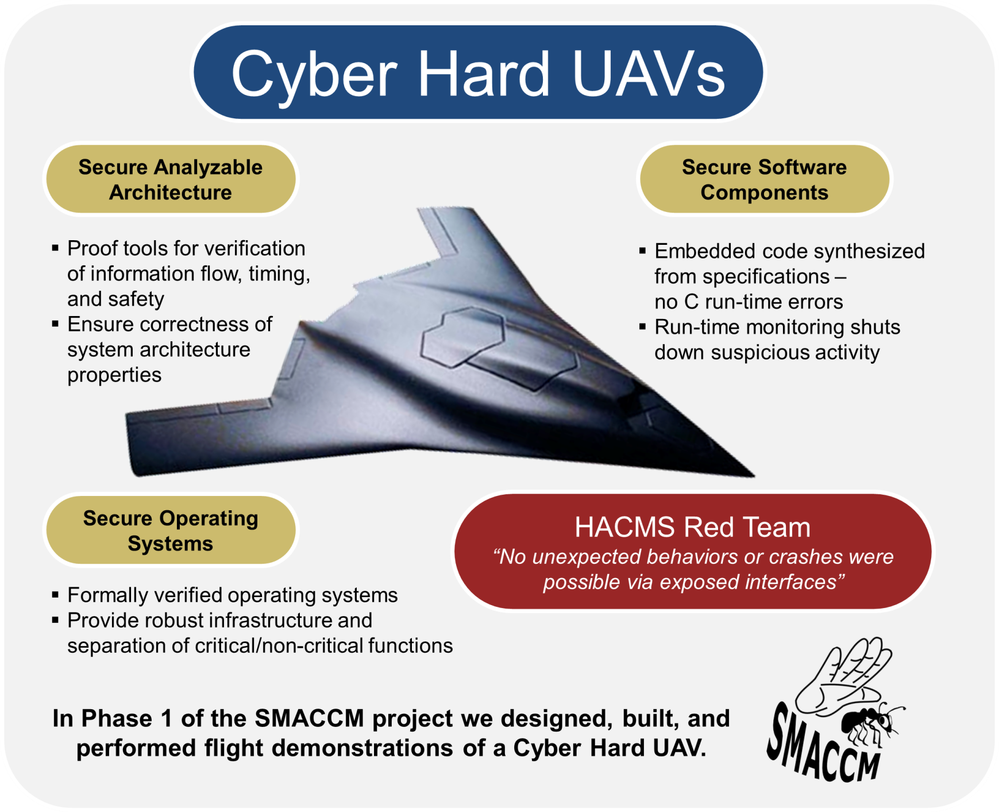 Cyber Hard UAVs
Secure Analyzable
Architecture
▪ Proof tools for verification
of information flow, timing,
and safety
▪ Ensure correctness of
system architecture
properties
Secure Software
Components
▪ Embedded code synthesized
from specifications –
no C run-time errors
▪ Run-time monitoring shuts
down suspicious activity
Secure Operating
Systems
▪ Formally verified operating systems
▪ Provide robust infrastructure and
separation of critical/non-critical functions
HACMS Red Team
“No unexpected behaviors or crashes were
possible via exposed interfaces”
In Phase 1 of the SMACCM project we designed, built, and
performed flight demonstrations of a Cyber Hard UAV.
SMACCM